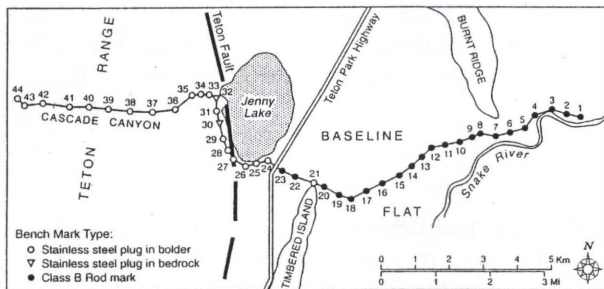 TETON RANGE
Teton Fault
Jenny Lake
Teton Park Highway
BURNT RIDGE
44 43 42 41 40 39 38 37 36 35 34 33 32
CASCADE CANYON
31
30
29
28
27 26 25 24 23 22 21 20 19 18 17 16 15 14 13 12 11 10 9 8 7 6 5 4 3 2 1
BASELINE
FLAT
Snake River
TIMBERED ISLAND
Bench Mark Type:
Stainless steel plug in bolder
Stainless steel plug in bedrock
Class B Rod mark
0 1 2 3 4 5 Km
0 1 2 3 Mi
N